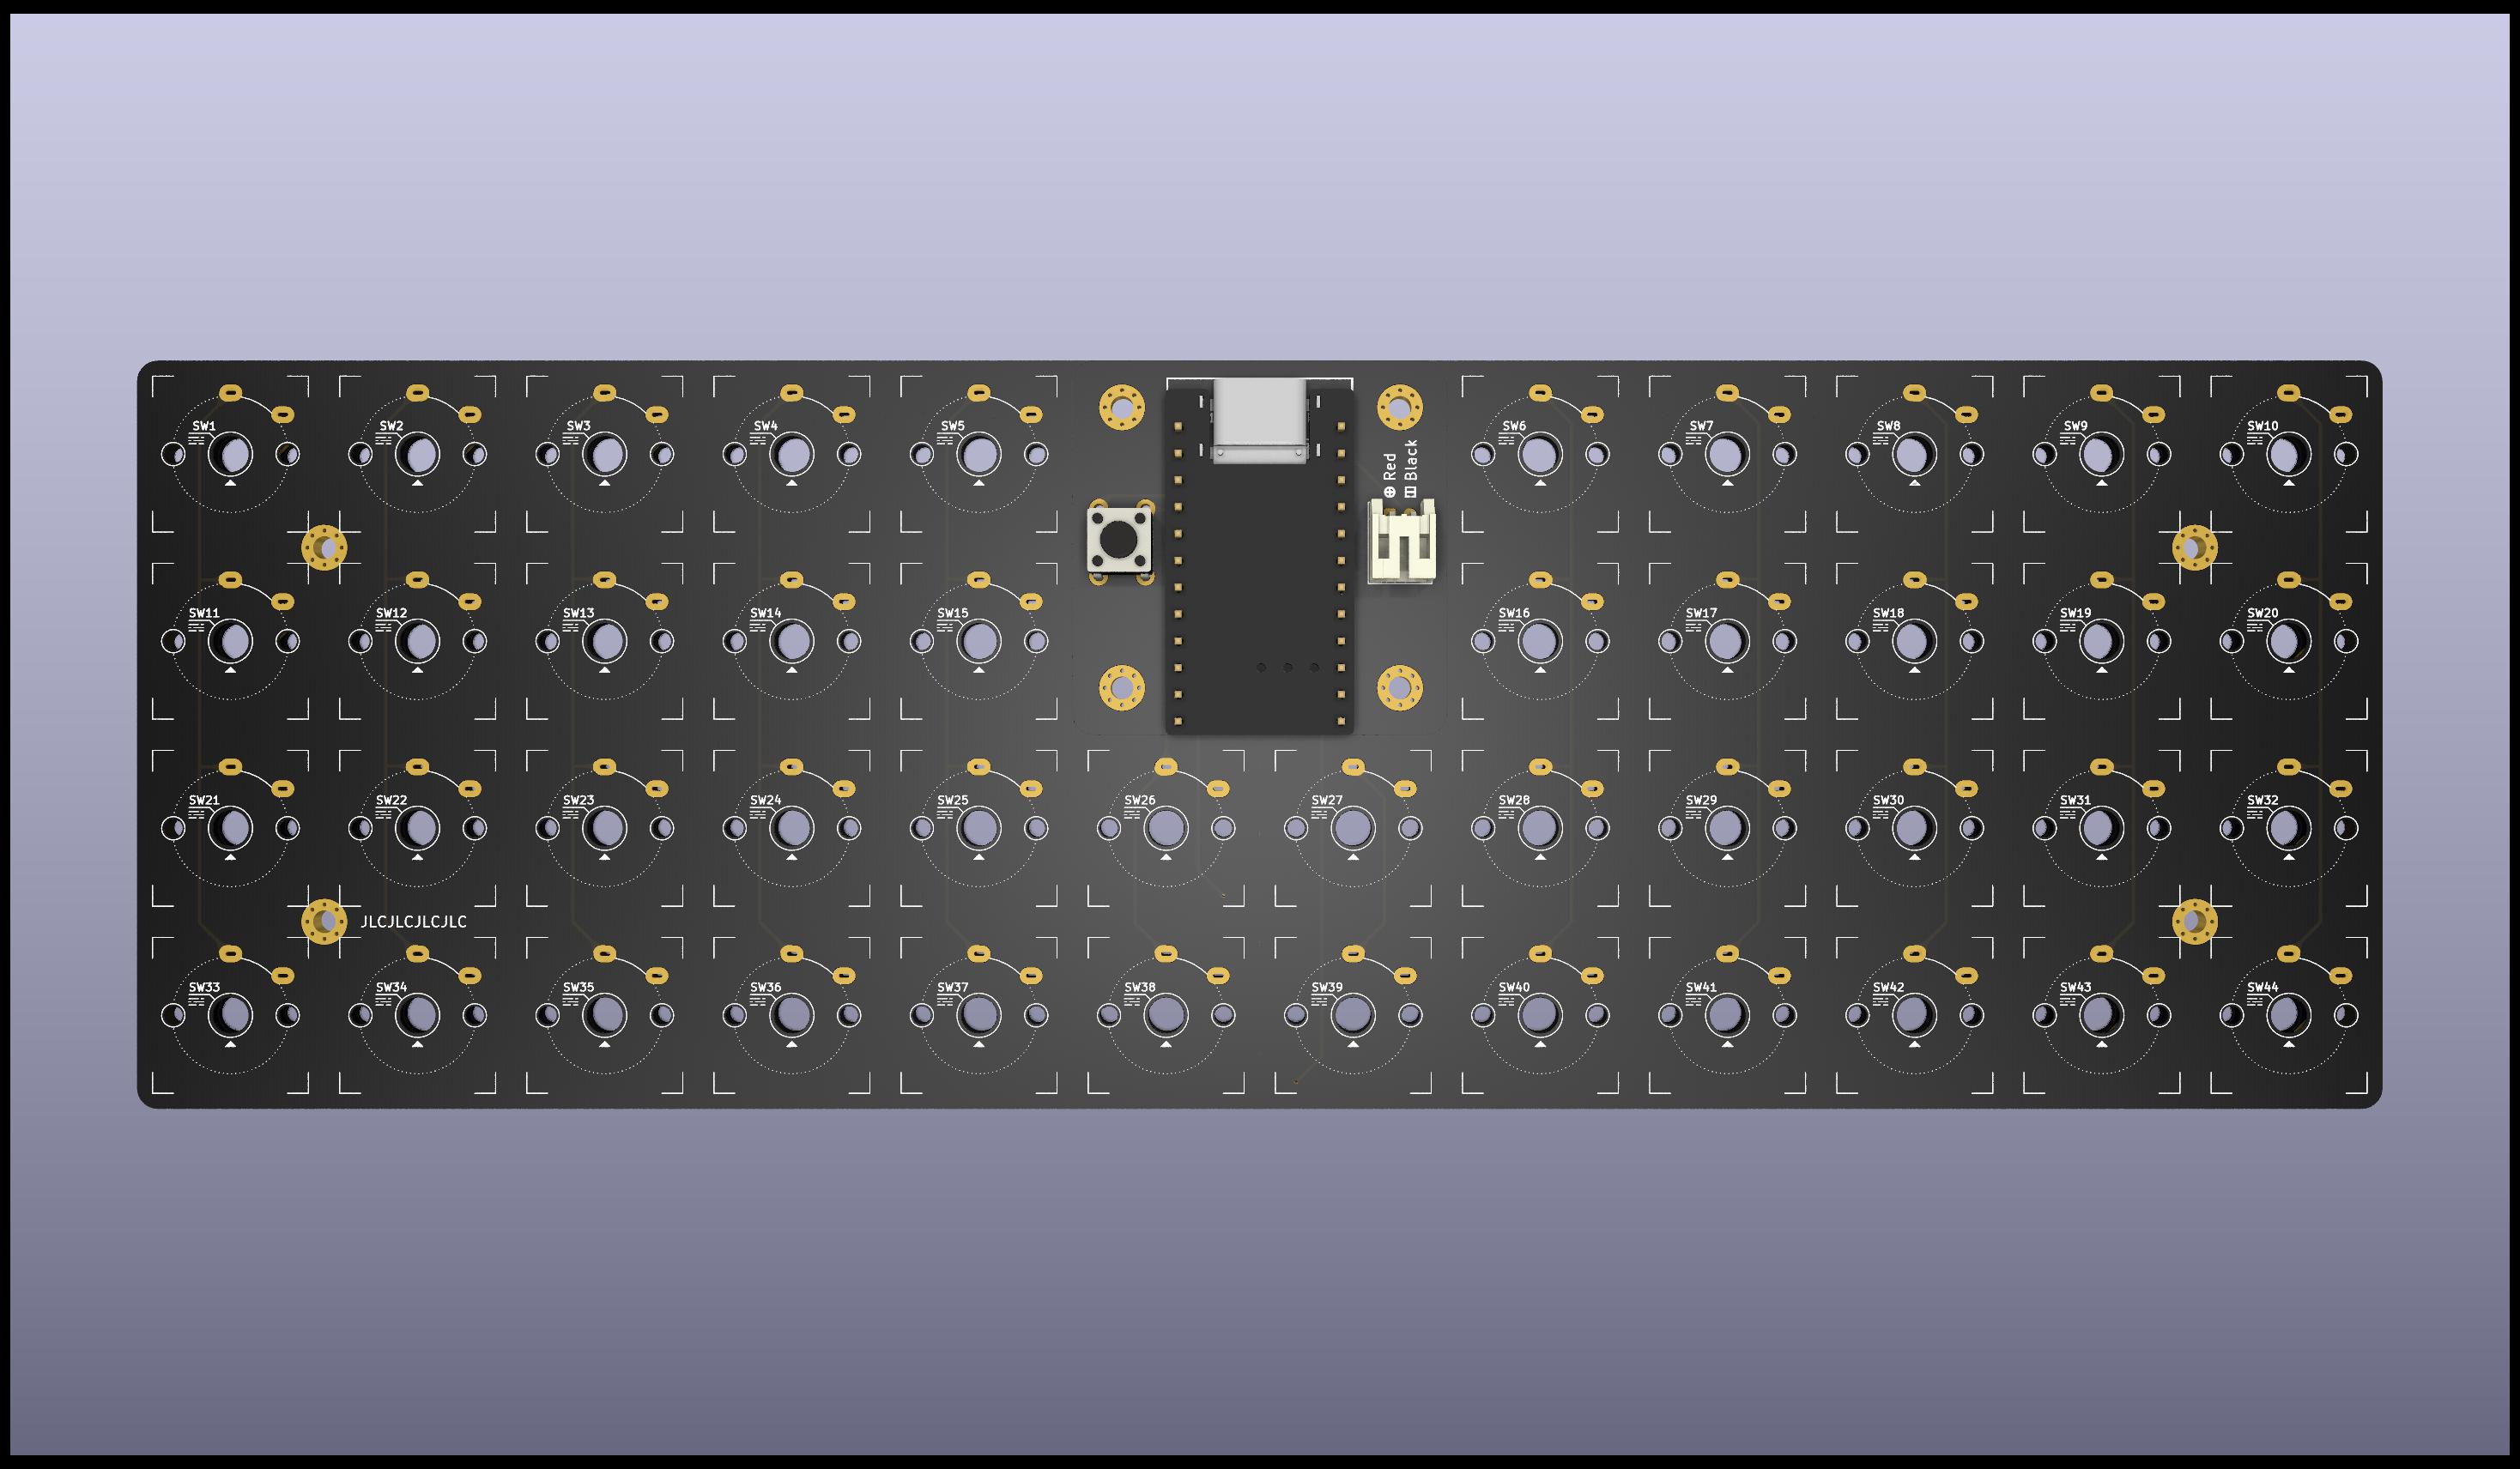 SW1 SW2 SW3 SW4 SW5 SW6 SW7 SW8 SW9 SW10
⊕ Red
⊟ Black
SW11 SW12 SW13 SW14 SW15 SW16 SW17 SW18 SW19 SW20
SW21 SW22 SW23 SW24 SW25 SW26 SW27 SW28 SW29 SW30 SW31 SW32
JLCJLCJLCJLC
SW33 SW34 SW35 SW36 SW37 SW38 SW39 SW40 SW41 SW42 SW43 SW44